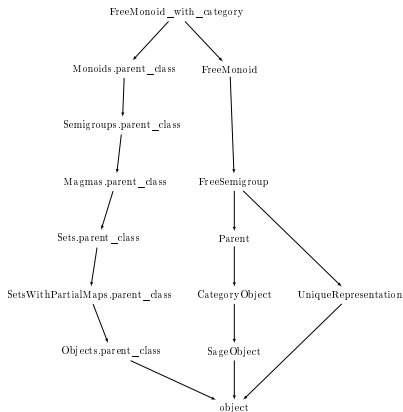 FreeMonoid_with_category
Monoids.parent_class FreeMonoid
Semigroups.parent_class
Magmas.parent_class FreeSemigroup
Sets.parent_class Parent
SetsWithPartialMaps.parent_class CategoryObject UniqueRepresentation
Objects.parent_class SageObject
object